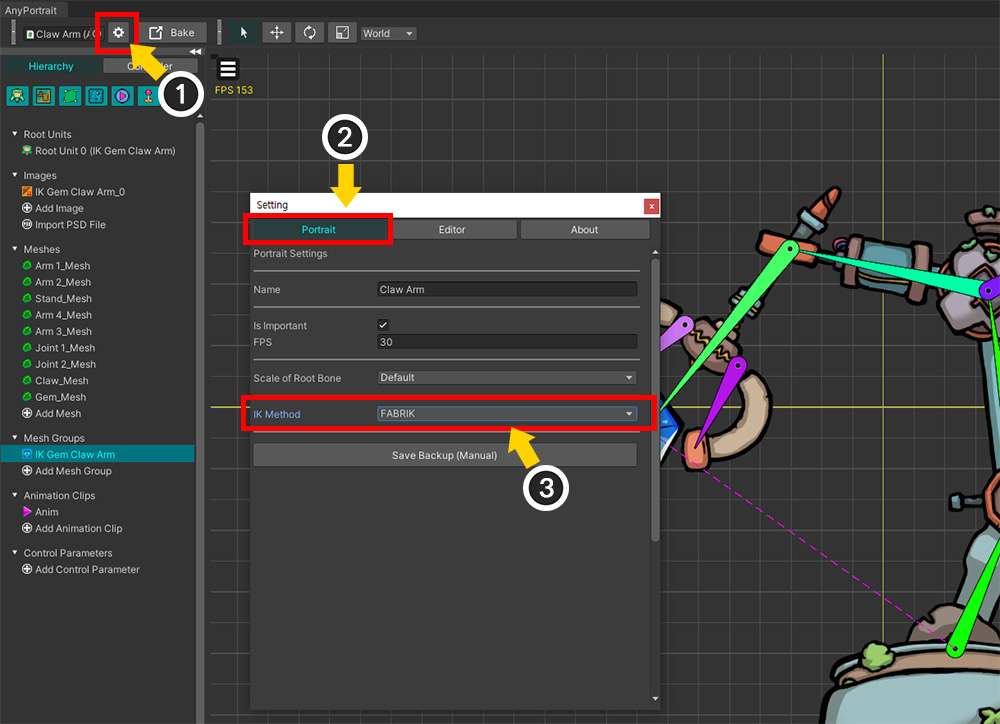 AnyPortrait
Claw Arm (
Bake
World
Hierarchy
1
FPS 153
2
Root Units
Root Unit 0 (IK Gem Claw Arm)
Images
IK Gem Claw Arm_0
Add Image
Import PSD File
Meshes
Arm 1_Mesh
Arm 2_Mesh
Stand_Mesh
Arm 4_Mesh
Arm 3_Mesh
Joint 1_Mesh
Joint 2_Mesh
Claw_Mesh
Gem_Mesh
Add Mesh
Mesh Groups
IK Gem Claw Arm
Add Mesh Group
Animation Clips
Anim
Add Animation Clip
Control Parameters
Add Control Parameter
Setting
x
Portrait
Editor
About
Portrait Settings
Name
Claw Arm
Is Important
FPS
30
Scale of Root Bone
Default
IK Method
FABRIK
Save Backup (Manual)
3